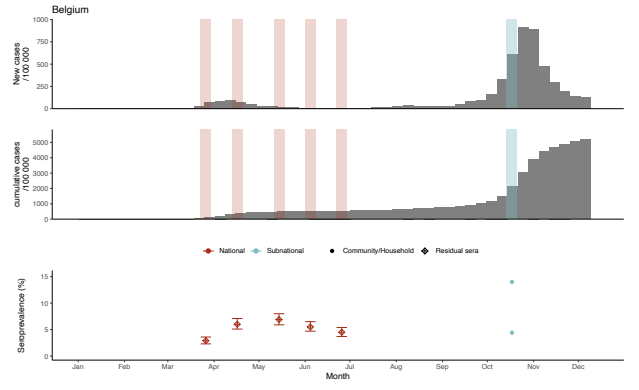 Belgium
New cases
/100 000
1000
750
500
250
0
cumulative cases
/100 000
5000
4000
3000
2000
1000
0
National Subnational Community/Household Residual sera
Seroprevalence (%)
15
10
5
0
Jan Feb Mar Apr May Jun Jul Aug Sep Oct Nov Dec
Month